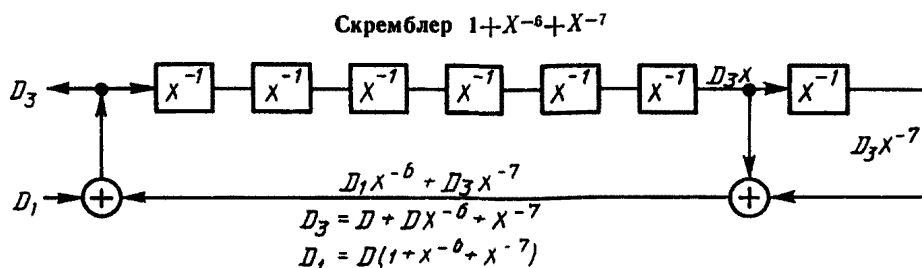 Скремблер 1+X⁻⁶+X⁻⁷
D₃ X⁻¹ X⁻¹ X⁻¹ X⁻¹ X⁻¹ X⁻¹ D₃X X⁻¹
D₃X⁻⁷
D₁ + D₁X⁻⁶ + D₃X⁻⁷ +
D₃ = D + DX⁻⁶ + X⁻⁷
D₁ = D(1+X⁻⁶+X⁻⁷)